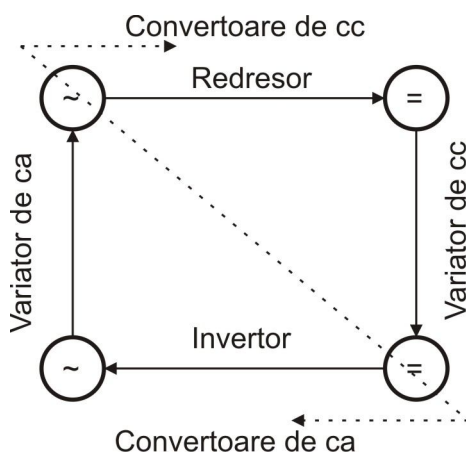 Convertoare de cc
Redresor
~
=
Variator de ca
Variator de cc
Invertor
~
=
Convertoare de ca